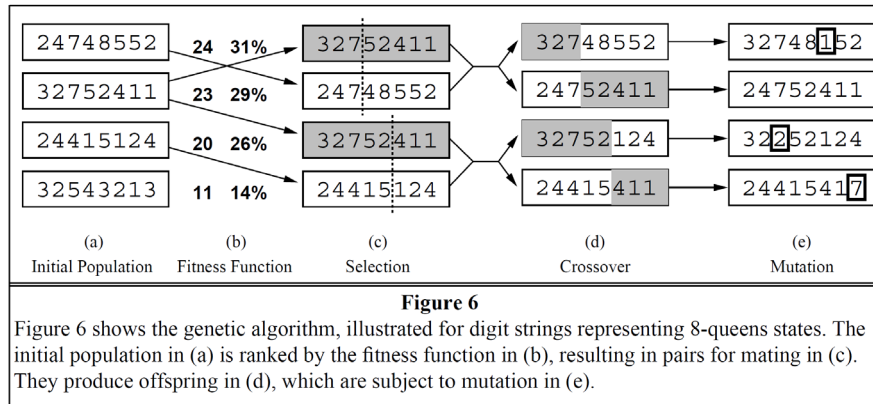 24748552 24 31% 32752411 32748552 32748152
32752411 23 29% 24748552 24752411 24752411
24415124 20 26% 32752411 32752124 32252124
32543213 11 14% 24415124 24415411 24415417
(a) (b) (c) (d) (e)
Initial Population Fitness Function Selection Crossover Mutation
Figure 6
Figure 6 shows the genetic algorithm, illustrated for digit strings representing 8-queens states. The
initial population in (a) is ranked by the fitness function in (b), resulting in pairs for mating in (c).
They produce offspring in (d), which are subject to mutation in (e).